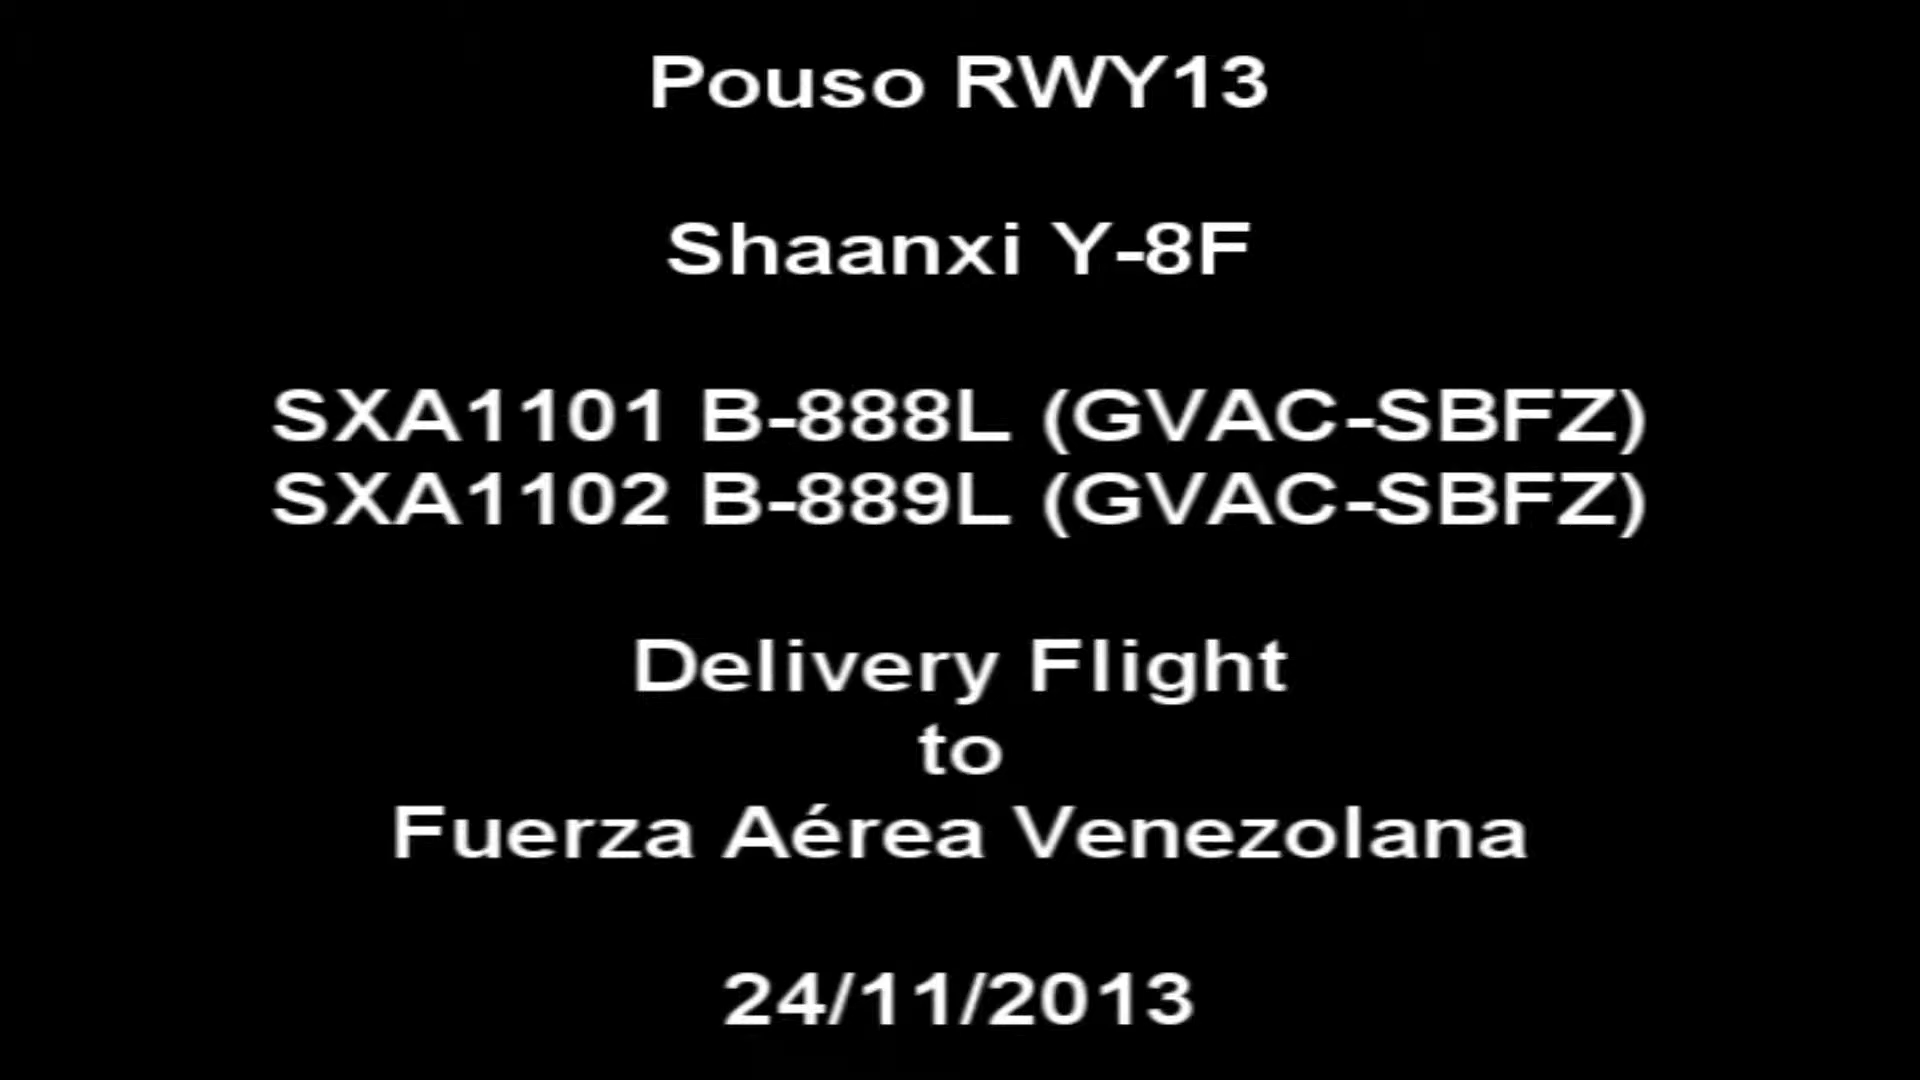 Pouso RWY13
Shaanxi Y-8F
SXA1101 B-888L (GVAC-SBFZ)
SXA1102 B-889L (GVAC-SBFZ)
Delivery Flight
to
Fuerza Aérea Venezolana
24/11/2013